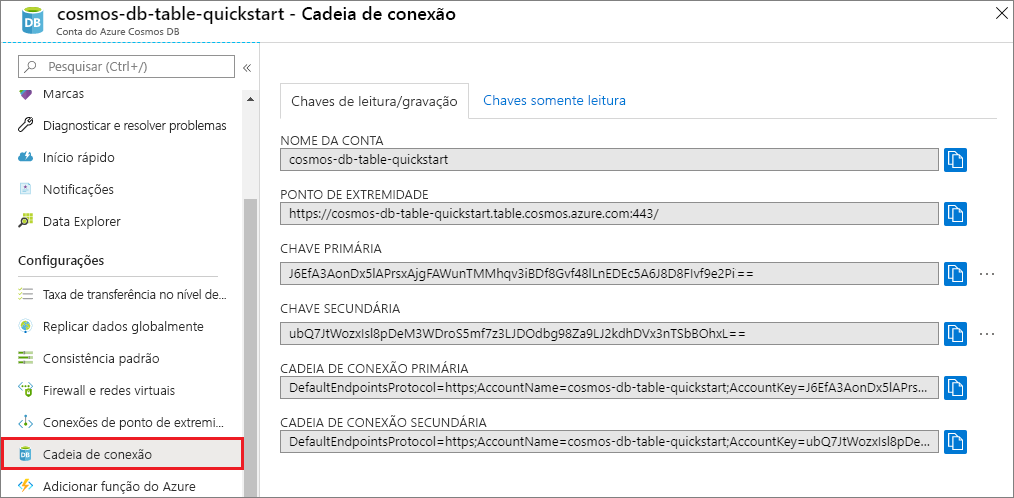 cosmos-db-table-quickstart - Cadeia de conexão
Conta do Azure Cosmos DB
Pesquisar (Ctrl+/)
Marcas
Diagnosticar e resolver problemas
Início rápido
Notificações
Data Explorer
Configurações
Taxa de transferência no nível de...
Replicar dados globalmente
Consistência padrão
Firewall e redes virtuais
Conexões de ponto de extremi...
Cadeia de conexão
Adicionar função do Azure
Chaves de leitura/gravação
Chaves somente leitura
NOME DA CONTA
cosmos-db-table-quickstart
PONTO DE EXTREMIDADE
https://cosmos-db-table-quickstart.table.cosmos.azure.com:443/
CHAVE PRIMÁRIA
J6EfA3AonDx5lAPrsxAjgFAWunTMMhqv3iBDf8Gvf48lLnEDEc5A6J8D8FIvf9e2Pi==
CHAVE SECUNDÁRIA
ubQ7JtWozxIsl8pDeM3WDroS5mf7z3LJDOdbg98Za9LJ2kdhDVx3nTSbBOhxL==
CADEIA DE CONEXÃO PRIMÁRIA
DefaultEndpointsProtocol=https;AccountName=cosmos-db-table-quickstart;AccountKey=J6EfA3AonDx5lAPrs...
CADEIA DE CONEXÃO SECUNDÁRIA
DefaultEndpointsProtocol=https;AccountName=cosmos-db-table-quickstart;AccountKey=ubQ7JtWozxIsl8pDe...